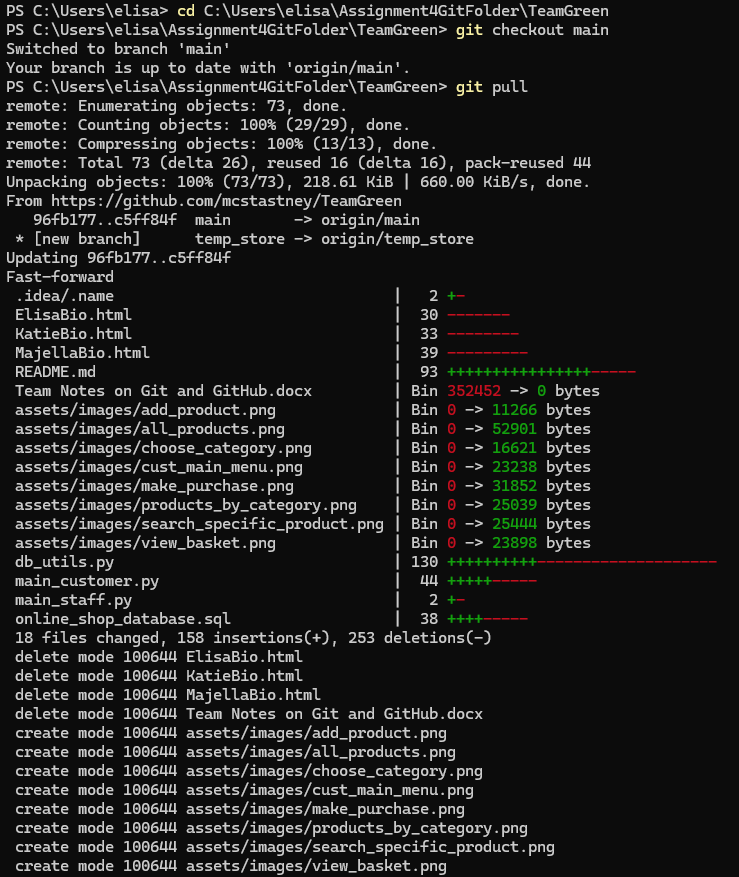 PS C:\Users\elisa> cd C:\Users\elisa\Assignment4GitFolder\TeamGreen
PS C:\Users\elisa\Assignment4GitFolder\TeamGreen> git checkout main
Switched to branch 'main'
Your branch is up to date with 'origin/main'.
PS C:\Users\elisa\Assignment4GitFolder\TeamGreen> git pull
remote: Enumerating objects: 73, done.
remote: Counting objects: 100% (29/29), done.
remote: Compressing objects: 100% (13/13), done.
remote: Total 73 (delta 26), reused 16 (delta 16), pack-reused 44
Unpacking objects: 100% (73/73), 218.61 KiB | 660.00 KiB/s, done.
From https://github.com/mcstastney/TeamGreen
   96fb177..c5ff84f  main       -> origin/main
 * [new branch]      temp_store -> origin/temp_store
Updating 96fb177..c5ff84f
Fast-forward
 .idea/.name                               |   2 +-
 ElisaBio.html                             |  30 -------
 KatieBio.html                             |  33 --------
 MajellaBio.html                           |  39 ---------
 README.md                                 |  93 ++++++++++++++++-----
 Team Notes on Git and GitHub.docx         | Bin 352452 -> 0 bytes
 assets/images/add_product.png             | Bin 0 -> 11266 bytes
 assets/images/all_products.png            | Bin 0 -> 52901 bytes
 assets/images/choose_category.png         | Bin 0 -> 16621 bytes
 assets/images/cust_main_menu.png          | Bin 0 -> 23238 bytes
 assets/images/make_purchase.png           | Bin 0 -> 31852 bytes
 assets/images/products_by_category.png    | Bin 0 -> 25039 bytes
 assets/images/search_specific_product.png | Bin 0 -> 25444 bytes
 assets/images/view_basket.png             | Bin 0 -> 23898 bytes
 db_utils.py                               | 130 ++++++++++--------------------
 main_customer.py                          |  44 +++++-----
 main_staff.py                             |   2 +-
 online_shop_database.sql                  |  38 ++++-----
 18 files changed, 158 insertions(+), 253 deletions(-)
 delete mode 100644 ElisaBio.html
 delete mode 100644 KatieBio.html
 delete mode 100644 MajellaBio.html
 delete mode 100644 Team Notes on Git and GitHub.docx
 create mode 100644 assets/images/add_product.png
 create mode 100644 assets/images/all_products.png
 create mode 100644 assets/images/choose_category.png
 create mode 100644 assets/images/cust_main_menu.png
 create mode 100644 assets/images/make_purchase.png
 create mode 100644 assets/images/products_by_category.png
 create mode 100644 assets/images/search_specific_product.png
 create mode 100644 assets/images/view_basket.png